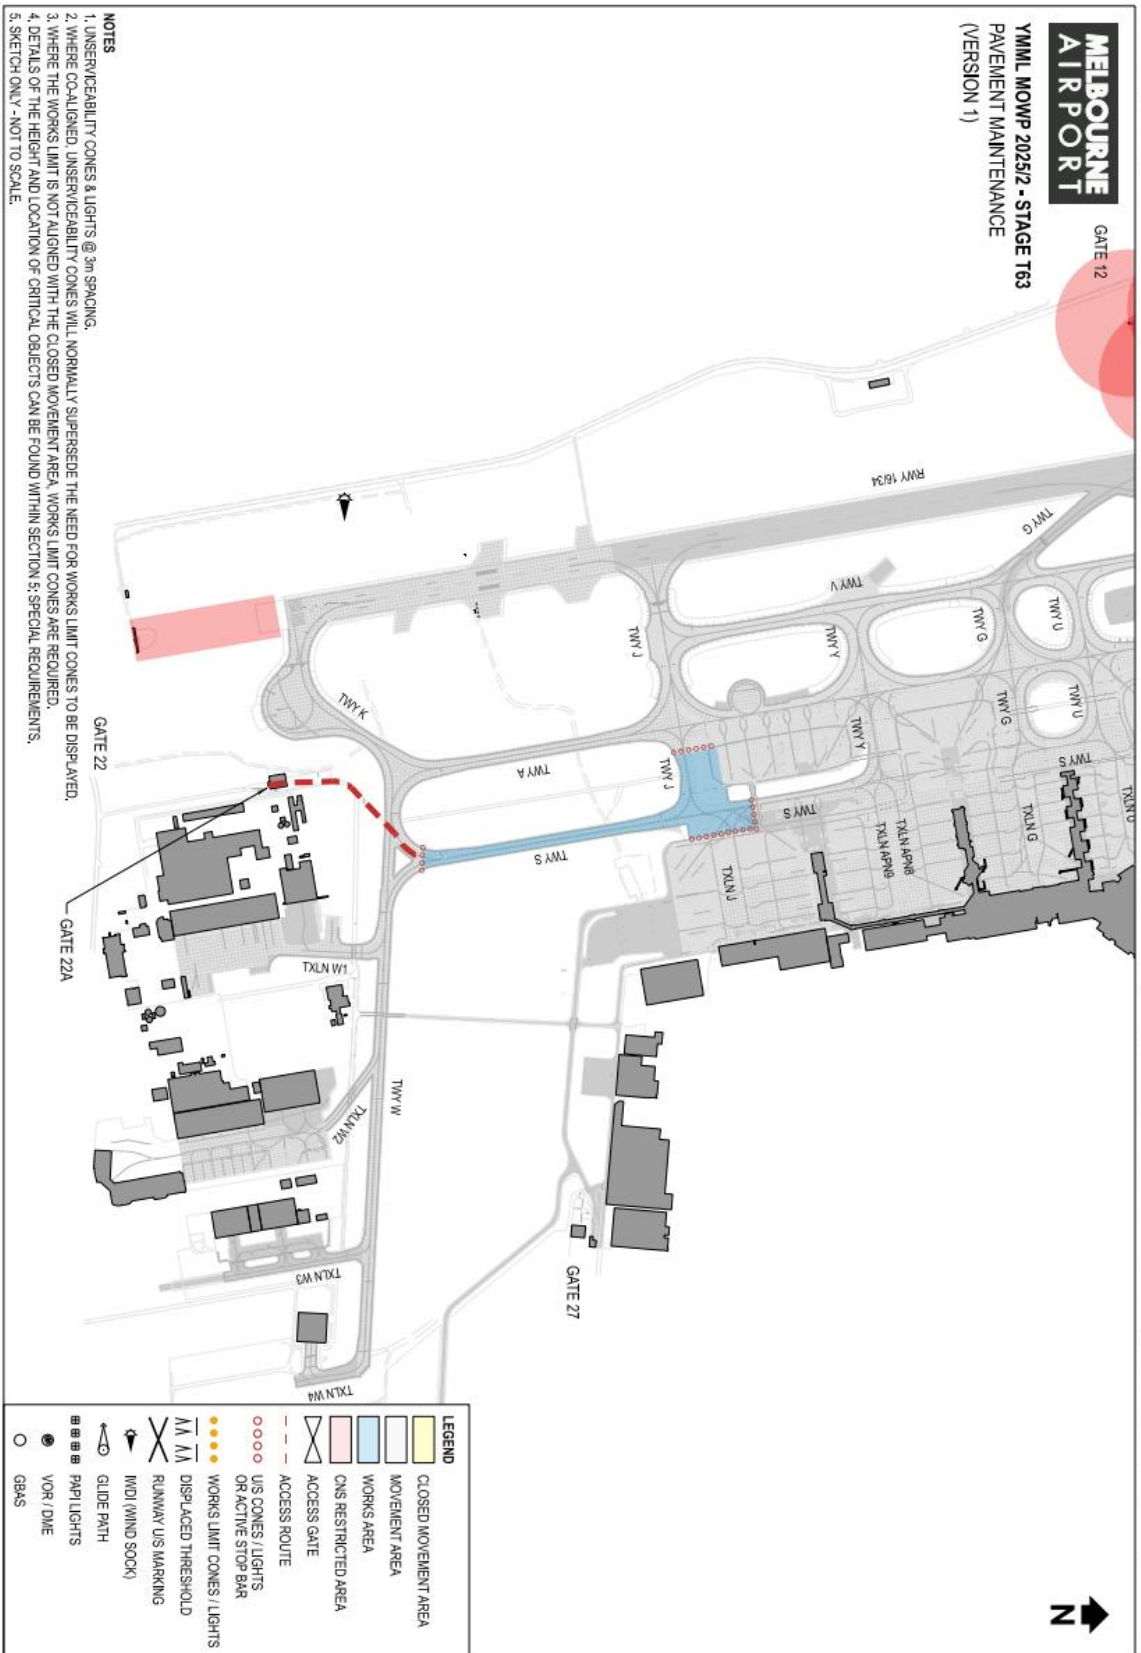 MELBOURNE
AIRPORT
YMML MOWP 2025/2 - STAGE T63
PAVEMENT MAINTENANCE
(VERSION 1)
GATE 12
RWY 16/34
TWY G
TWY V
TWY U
TWY G
TWY Y
TWY J
TWY U
TWY G
TWY Y
TWY K
TWY S
TWY J
TWY A
TWY S
TXLN U
TXLN G
TXLN APN8
TXLN APN9
TWY S
TXLN J
GATE 22
GATE 22A
TXLN W1
TWY W
TXLN W2
TXLN W3
TXLN W4
GATE 27
N
NOTES
1. UNSERVICEABILITY CONES & LIGHTS @ 3m SPACING.
2. WHERE CO-ALIGNED, UNSERVICEABILITY CONES WILL NORMALLY SUPERSEDE THE NEED FOR WORKS LIMIT CONES TO BE DISPLAYED.
3. WHERE THE WORKS LIMIT IS NOT ALIGNED WITH THE CLOSED MOVEMENT AREA, WORKS LIMIT CONES ARE REQUIRED.
4. DETAILS OF THE HEIGHT AND LOCATION OF CRITICAL OBJECTS CAN BE FOUND WITHIN SECTION 5; SPECIAL REQUIREMENTS.
5. SKETCH ONLY - NOT TO SCALE.
LEGEND
CLOSED MOVEMENT AREA
MOVEMENT AREA
WORKS AREA
CNS RESTRICTED AREA
ACCESS GATE
ACCESS ROUTE
U/S CONES / LIGHTS
OR ACTIVE STOP BAR
WORKS LIMIT CONES / LIGHTS
DISPLACED THRESHOLD
RUNWAY U/S MARKING
IWDI (WIND SOCK)
GLIDE PATH
PAPI LIGHTS
VOR / DME
GBAS